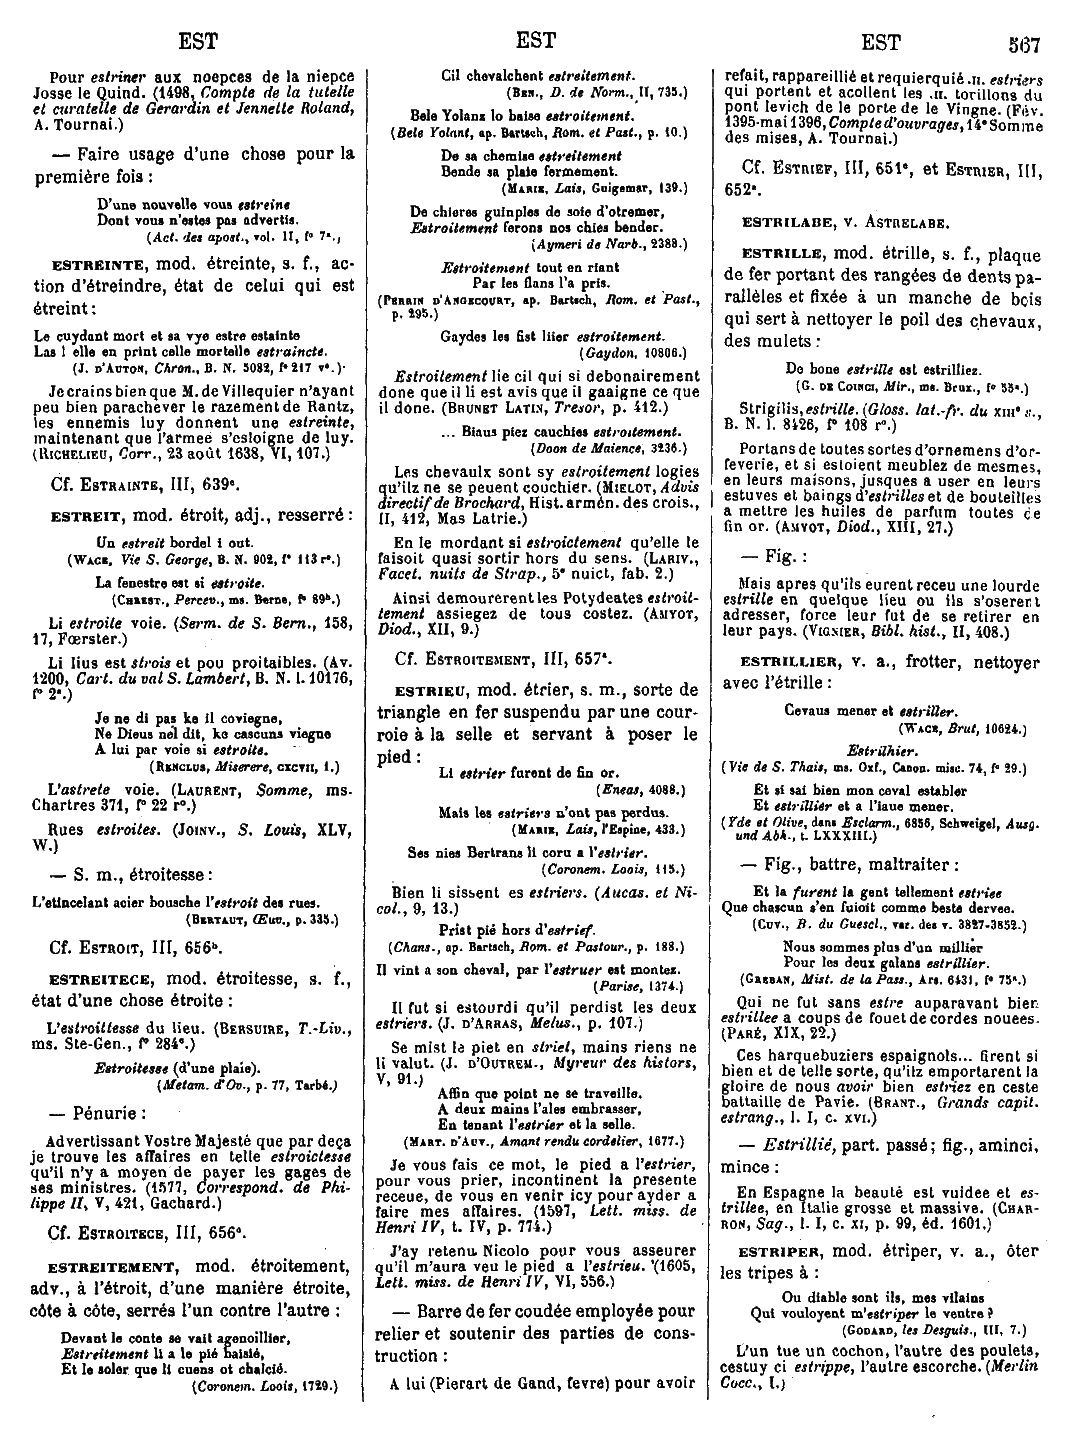 EST
EST
EST
567
Pour estriner aux noepces de la niepce
Josse le Quind. (1498, Compte de la tutelle
et curatelle de Gerardin et Jennette Roland,
A. Tournai.)
— Faire usage d'une chose pour la
première fois :
D'une nouvelle vous estreine
Dont vous n'estes pas advertis.
(Act. des apost., vol. II, f° 7ª.)
ESTREINTE, mod. étreinte, s. f., ac-
tion d'étreindre, état de celui qui est
étreint :
Le cuydant mort et sa vye estre estainte
Las ! elle en print celle mortelle estraincte.
(J. D'AUTON, Chron., B. N. 5082, f° 217 v°.)
Je crains bien que M. de Villequier n'ayant
peu bien parachever le razement de Rantz,
les ennemis luy donnent une estreinte,
maintenant que l'armee s'esloigne de luy.
(RICHELIEU, Corr., 23 août 1638, VI, 107.)
Cf. ESTRAINTE, III, 639ᶜ.
ESTREIT, mod. étroit, adj., resserré :
Un estreit bordel i out.
(WACE, Vie S. George, B. N. 902, f° 113 r°.)
La fenestre est si estroite.
(CHREST., Percev., ms. Berne, f° 89ᵇ.)
Li estroite voie. (Serm. de S. Bern., 158,
17, Fœrster.)
Li lius est strois et pou proitaibles. (Av.
1200, Cart. du val S. Lambert, B. N. l. 10176,
f° 2ª.)
Je ne di pas ke il coviegne,
Ne Dieus nel dit, ke cascuns viegne
A lui par voie si estroite.
(RENCLUS, Miserere, CXCVII, 1.)
L'astrete voie. (LAURENT, Somme, ms.
Chartres 371, f° 22 r°.)
Rues estroites. (JOINV., S. Louis, XLV,
W.)
— S. m., étroitesse :
L'etincelant acier bousche l'estroit des rues.
(BERTAUT, Œuv., p. 335.)
Cf. ESTROIT, III, 656ᵇ.
ESTREITECE, mod. étroitesse, s. f.,
état d'une chose étroite :
L'estroittesse du lieu. (BERSUIRE, T.-Liv.,
ms. Ste-Gen., f° 284ᵉ.)
Estroitesse (d'une plaie).
(Metam. d'Ov., p. 77, Tarbé.)
— Pénurie :
Advertissant Vostre Majesté que par deça
je trouve les affaires en telle estroictesse
qu'il n'y a moyen de payer les gages de
ses ministres. (1577, Correspond. de Phi-
lippe II, V, 421, Gachard.)
Cf. ESTROITECE, III, 656ª.
ESTREITEMENT, mod. étroitement,
adv., à l'étroit, d'une manière étroite,
côte à côte, serrés l'un contre l'autre :
Devant le conte se vait agenoillier,
Estreitement li a le pié baisié,
Et le soler que li cuens ot chalcié.
(Coronem. Loois, 1729.)
Cil chevalchent estreitement.
(BEN., D. de Norm., II, 735.)
Bele Yolanz lo baise estroitement.
(Bele Yolant, ap. Bartsch, Rom. et Past., p. 10.)
De sa chemise estreitement
Bende sa plaie fermement.
(MARIE, Lais, Guigemar, 139.)
De chieres guinples de soie d'otremer,
Estroitement ferons nos chiés bender.
(Aymeri de Narb., 2388.)
Estroitement tout en riant
Par les flans l'a pris.
(PERRIN D'ANGECOURT, ap. Bartsch, Rom. et Past.,
p. 295.)
Gaydes les fist liier estroitement.
(Gaydon, 10806.)
Estroitement lie cil qui si debonairement
done que il li est avis que il gaaigne ce que
il done. (BRUNET LATIN, Tresor, p. 412.)
... Biaus piez cauchies estroitement.
(Doon de Maience, 3236.)
Les chevaulx sont sy estroitement logies
qu'ilz ne se peuent couchier. (MIELOT, Advis
directif de Brochard, Hist. armén. des crois.,
II, 412, Mas Latrie.)
En le mordant si estroictement qu'elle le
faisoit quasi sortir hors du sens. (LARIV.,
Facet. nuits de Strap., 5ᵉ nuict, fab. 2.)
Ainsi demourerent les Potydeates estroit-
tement assiegez de tous costez. (AMYOT,
Diod., XII, 9.)
Cf. ESTROITEMENT, III, 657ª.
ESTRIEU, mod. étrier, s. m., sorte de
triangle en fer suspendu par une cour-
roie à la selle et servant à poser le
pied :
Li estrier furent de fin or.
(Eneas, 4088.)
Mais les estriers n'ont pas perdus.
(MARIE, Lais, l'Espine, 433.)
Ses nies Bertrans li coru a l'estrier.
(Coronem. Loois, 115.)
Bien li sissent es estriers. (Aucas. et Ni-
col., 9, 13.)
Prist pié hors d'estrief.
(Chans., ap. Bartsch, Rom. et Pastour., p. 188.)
Il vint a son cheval, par l'estruer est montez.
(Parise, 1374.)
Il fut si estourdi qu'il perdist les deux
estriers. (J. D'ARRAS, Melus., p. 107.)
Se mist le piet en striel, mains riens ne
li valut. (J. D'OUTREM., Myreur des histors,
V, 91.)
Affin que point ne se traveille.
A deux mains l'ales embrasser,
En tenant l'estrier et la selle.
(MART. D'AUV., Amant rendu cordelier, 1677.)
Je vous fais ce mot, le pied a l'estrier,
pour vous prier, incontinent la presente
receue, de vous en venir icy pour ayder a
faire mes affaires. (1597, Lett. miss. de
Henri IV, t. IV, p. 774.)
J'ay retenu Nicolo pour vous asseurer
qu'il m'aura veu le pied a l'estrieu. (1605,
Lett. miss. de Henri IV, VI, 556.)
— Barre de fer coudée employée pour
relier et soutenir des parties de cons-
truction :
A lui (Pierart de Gand, fevre) pour avoir
refait, rappareillié et requierquié .II. estriers
qui portent et acollent les .II. torillons du
pont levich de le porte de le Vingne. (Fév.
1395-mai 1396, Compte d'ouvrages, 14ᵉ Somme
des mises, A. Tournai.)
Cf. ESTRIEF, III, 651ᶜ, et ESTRIER, III,
652ᵃ.
ESTRILABE, v. ASTRELABE.
ESTRILLE, mod. étrille, s. f., plaque
de fer portant des rangées de dents pa-
rallèles et fixée à un manche de bois
qui sert à nettoyer le poil des chevaux,
des mulets :
De bone estrille est estrilliez.
(G. DE COINCI, Mir., ms. Brux., f° 33ª.)
Strigilis, estrille. (Gloss. lat.-fr. du XIIIᵉ s.,
B. N. l. 8426, f° 108 r°.)
Portans de toutes sortes d'ornemens d'or-
feverie, et si estoient meublez de mesmes,
en leurs maisons, jusques a user en leurs
estuves et baings d'estrilles et de bouteilles
a mettre les huiles de parfum toutes de
fin or. (AMYOT, Diod., XIII, 27.)
— Fig. :
Mais apres qu'ils eurent receu une lourde
estrille en quelque lieu ou ils s'oserent
adresser, force leur fut de se retirer en
leur pays. (VIGNIER, Bibl. hist., II, 408.)
ESTRILLIER, v. a., frotter, nettoyer
avec l'étrille :
Cevaus mener et estriller.
(WACE, Brut, 10624.)
Estrilhier.
(Vie de S. Thais, ms. Oxf., Canon. misc. 74, f° 29.)
Et si sai bien mon ceval establer
Et estrillier et a l'iaue mener.
(Yde et Olive, dans Esclarm., 6856, Schweigel, Ausg.
und Abh., t. LXXXIII.)
— Fig., battre, maltraiter :
Et la furent la gent tellement estriee
Que chascun s'en fuioit comme beste dervee.
(CUV., B. du Guescl., var. des v. 3827-3852.)
Nous sommes plus d'un millier
Pour les deux galans estrillier.
(GREBAN, Mist. de la Pass., Ars. 6431, f° 75ª.)
Qui ne fut sans estre auparavant bien
estrillee a coups de fouet de cordes nouees.
(PARÉ, XIX, 22.)
Ces harquebuziers espaignols... firent si
bien et de telle sorte, qu'ilz emportarent la
gloire de nous avoir bien estriez en ceste
battaille de Pavie. (BRANT., Grands capit.
estrang., l. I, c. XVI.)
— Estrillié, part. passé; fig., aminci,
mince :
En Espagne la beauté est vuidee et es-
trillee, en Italie grosse et massive. (CHAR-
RON, Sag., l. I, c. XI, p. 99, éd. 1601.)
ESTRIPER, mod. étriper, v. a., ôter
les tripes à :
Ou diable sont ils, mes vilains
Qui vouloyent m'estriper le ventre ?
(GODARD, les Desguis., III, 7.)
L'un tue un cochon, l'autre des poulets,
cestuy ci estrippe, l'autre escorche. (Merlin
Cocc., I.)